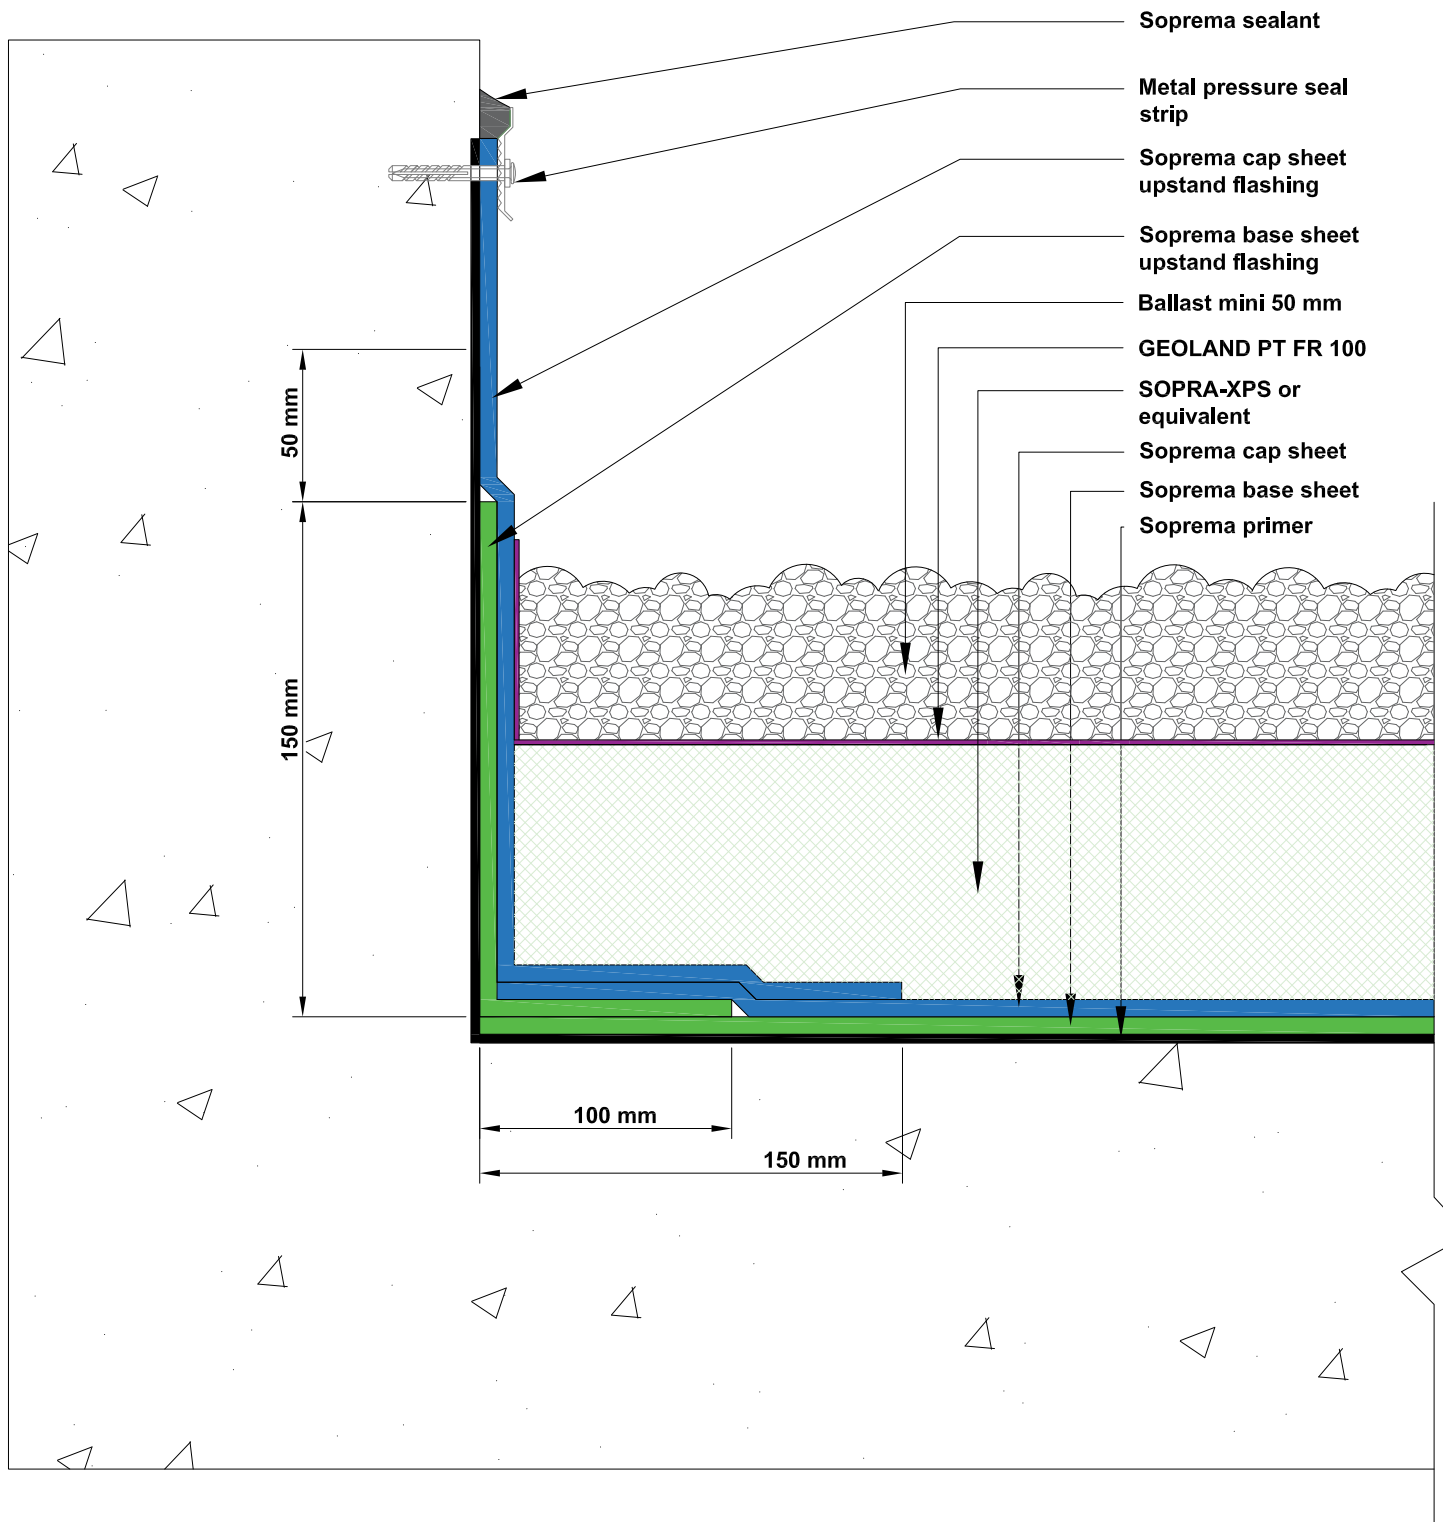 Soprema sealant
Metal pressure seal
strip
Soprema cap sheet
upstand flashing
Soprema base sheet
upstand flashing
Ballast mini 50 mm
GEOLAND PT FR 100
SOPRA-XPS or
equivalent
Soprema cap sheet
Soprema base sheet
Soprema primer
50 mm
150 mm
100 mm
150 mm